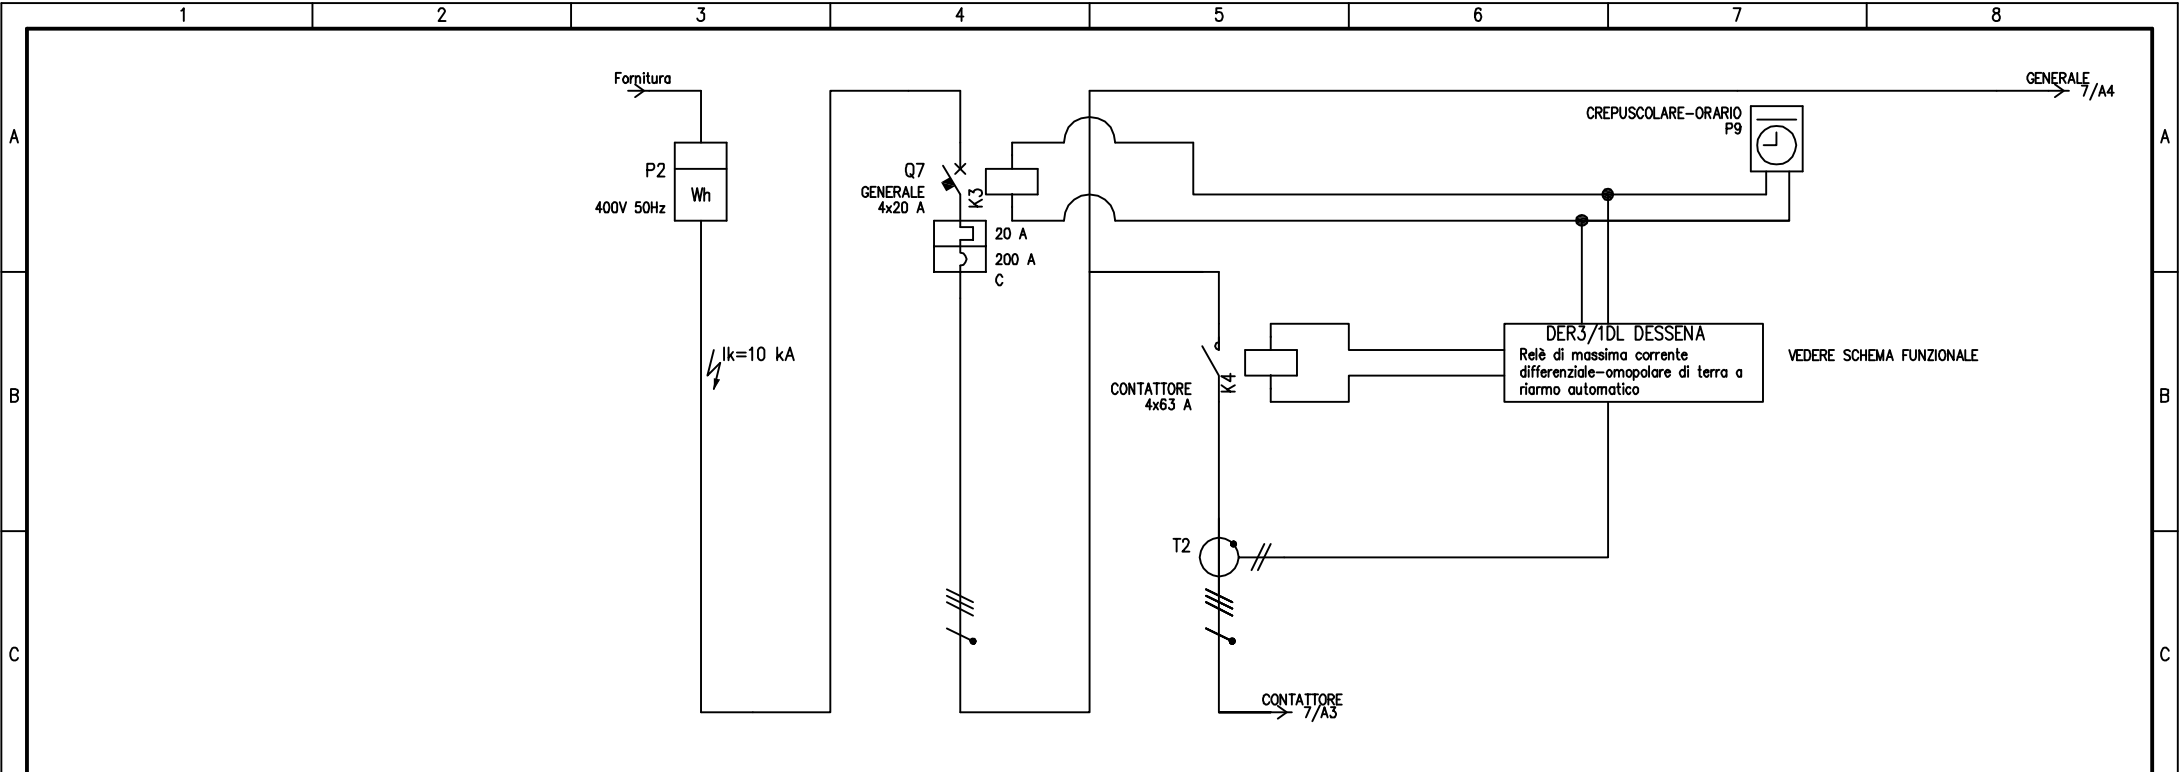 1 2 3 4 5 6 7 8
Fornitura
GENERALE
7/A4
CREPUSCOLARE-ORARIO
P9
A A
P2
Wh
400V 50Hz
Q7
GENERALE
4x20 A
K3
20 A
200 A
C
Ik=10 kA
DER3/1DL DESSENA
Relè di massima corrente
differenziale-omopolare di terra a
riarmo automatico
VEDERE SCHEMA FUNZIONALE
K4
CONTATTORE
4x63 A
B B
T2
C C
CONTATTORE
7/A3